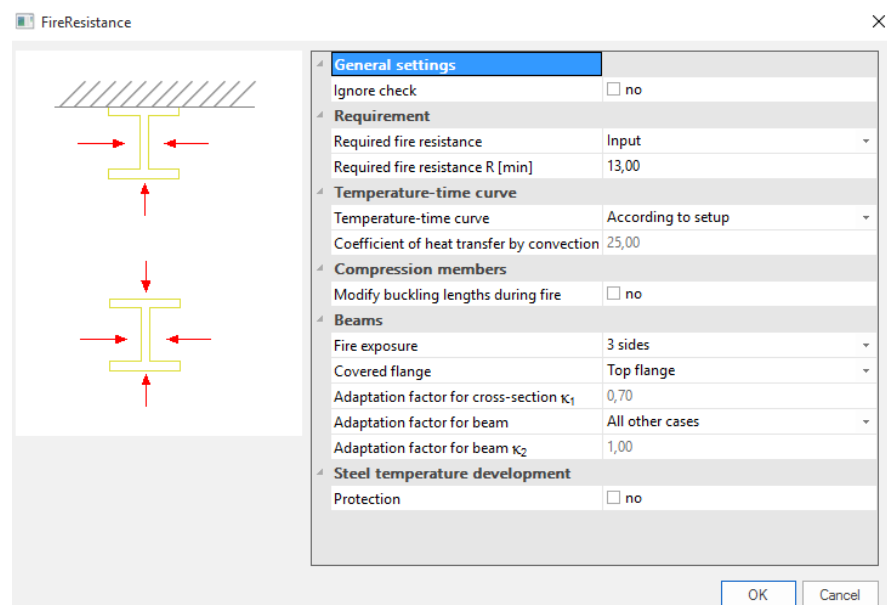 FireResistance
General settings
Ignore check no
Requirement
Required fire resistance Input
Required fire resistance R [min] 13,00
Temperature-time curve
Temperature-time curve According to setup
Coefficient of heat transfer by convection 25,00
Compression members
Modify buckling lengths during fire no
Beams
Fire exposure 3 sides
Covered flange Top flange
Adaptation factor for cross-section κ₁ 0,70
Adaptation factor for beam All other cases
Adaptation factor for beam κ₂ 1,00
Steel temperature development
Protection no
OK Cancel